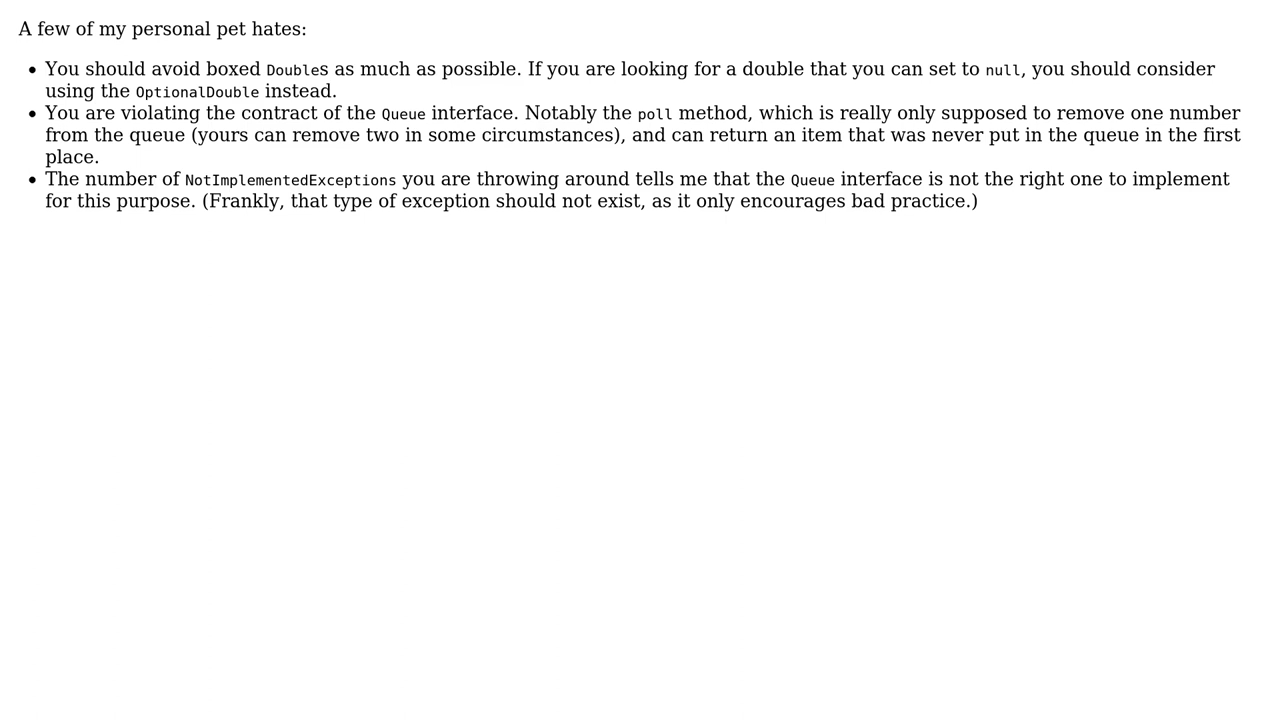 A few of my personal pet hates:
• You should avoid boxed Doubles as much as possible. If you are looking for a double that you can set to null, you should consider
using the OptionalDouble instead.
• You are violating the contract of the Queue interface. Notably the poll method, which is really only supposed to remove one number
from the queue (yours can remove two in some circumstances), and can return an item that was never put in the queue in the first
place.
• The number of NotImplementedExceptions you are throwing around tells me that the Queue interface is not the right one to implement
for this purpose. (Frankly, that type of exception should not exist, as it only encourages bad practice.)